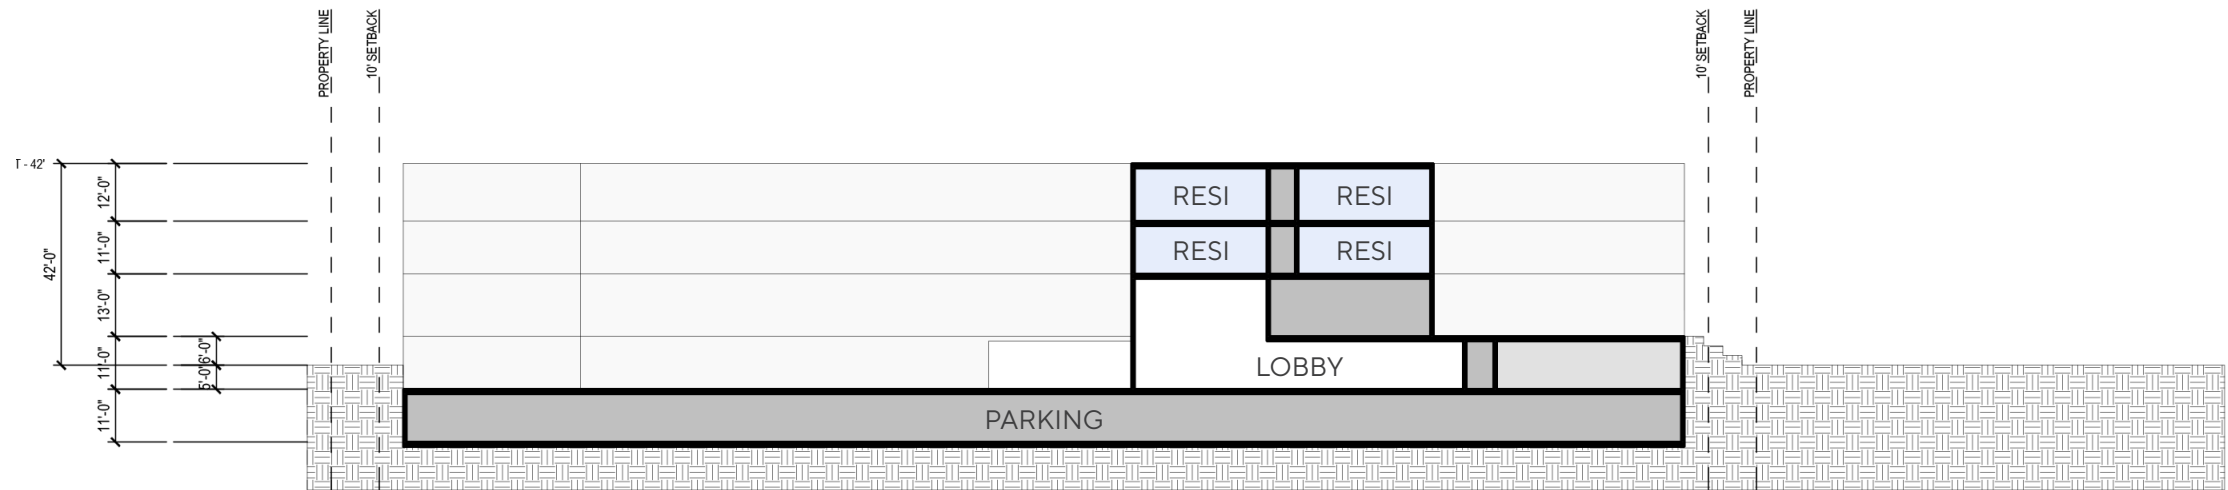 PROPERTY LINE
10' SETBACK
10' SETBACK
PROPERTY LINE
T - 42'
42'-0"
12'-0"
11'-0"
13'-0"
11'-0"
6'-0"
5'-0"
11'-0"
RESI
RESI
RESI
RESI
LOBBY
PARKING